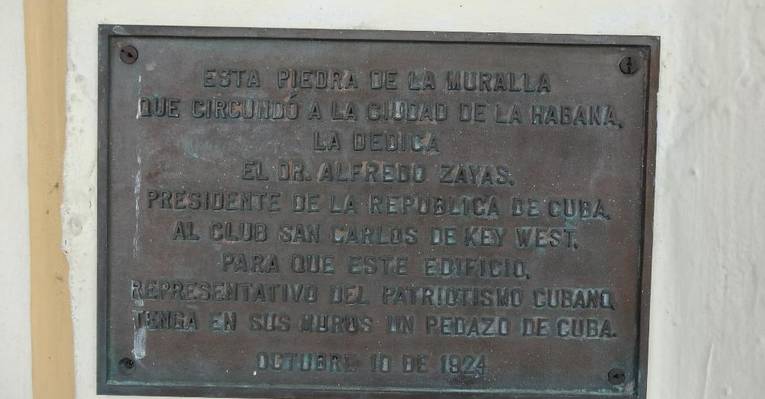 ESTA PIEDRA DE LA MURALLA
QUE CIRCUNDÓ A LA CIUDAD DE LA HABANA,
LA DEDICA
EL DR. ALFREDO ZAYAS,
PRESIDENTE DE LA REPUBLICA DE CUBA,
AL CLUB SAN CARLOS DE KEY WEST,
PARA QUE ESTE EDIFICIO,
REPRESENTATIVO DEL PATRIOTISMO CUBANO,
TENGA EN SUS MUROS UN PEDAZO DE CUBA.
OCTUBRE 10 DE 1924